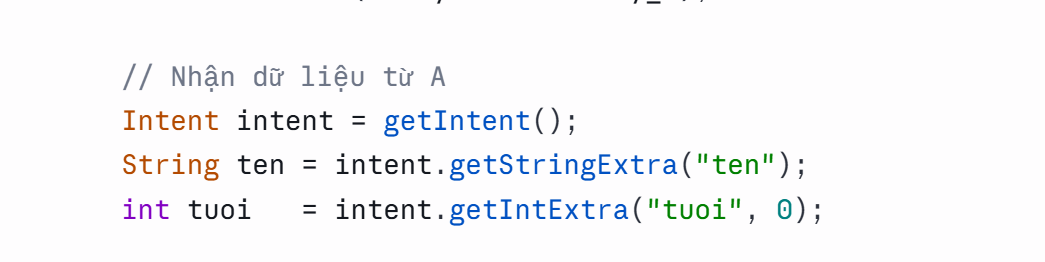 // Nhận dữ liệu từ A
Intent intent = getIntent();
String ten = intent.getStringExtra("ten");
int tuoi   = intent.getIntExtra("tuoi", 0);